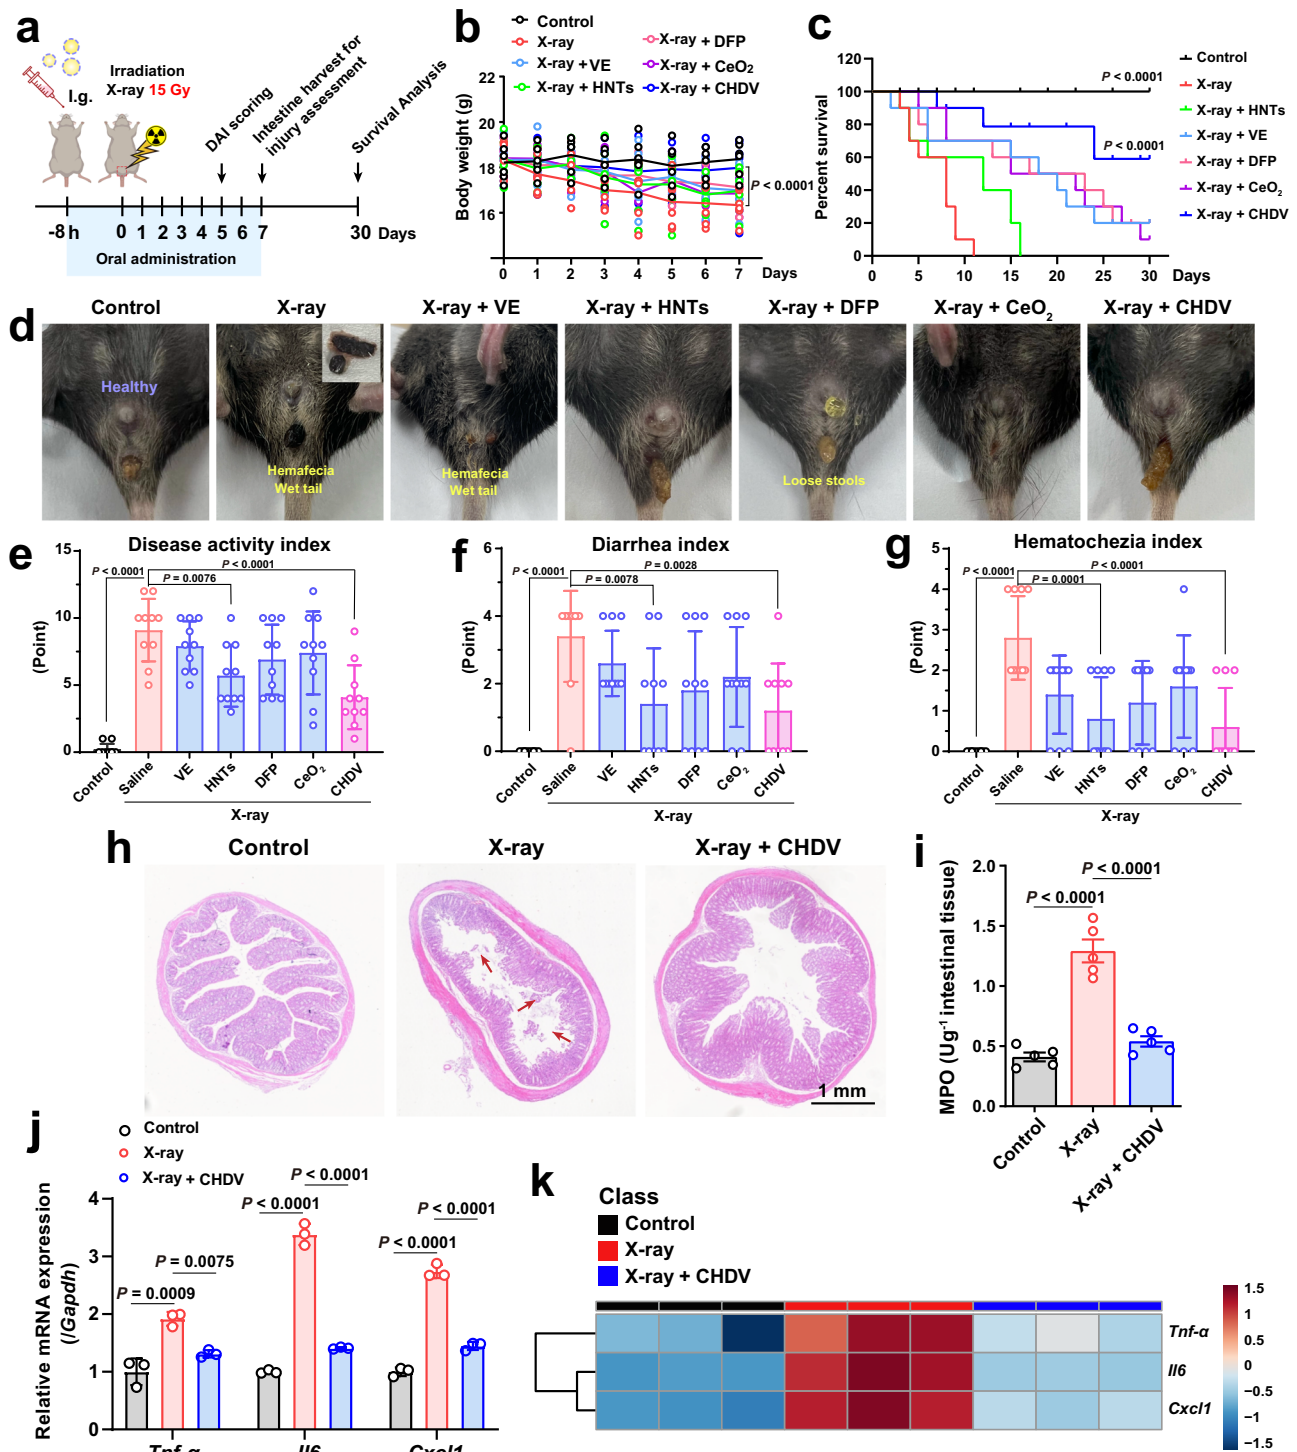 a
I.g.
Irradiation
X-ray 15 Gy
DAI scoring
Intestine harvest for
injury assessment
Survival Analysis
-8 h 0 1 2 3 4 5 6 7 30 Days
Oral administration
b
Control
X-ray
X-ray + VE
X-ray + HNTs
X-ray + DFP
X-ray + CeO₂
X-ray + CHDV
Body weight (g)
22
20
18
16
P < 0.0001
0 1 2 3 4 5 6 7 Days
c
Percent survival
120
100
80
60
40
20
0
P < 0.0001
P < 0.0001
0 5 10 15 20 25 30 Days
Control
X-ray
X-ray + HNTs
X-ray + VE
X-ray + DFP
X-ray + CeO₂
X-ray + CHDV
d
Control X-ray X-ray + VE X-ray + HNTs X-ray + DFP X-ray + CeO₂ X-ray + CHDV
Healthy
Hemafecia
Wet tail
Hemafecia
Wet tail
Loose stools
e
Disease activity index
(Point)
15
10
5
0
P < 0.0001
P = 0.0076
P < 0.0001
Control Saline VE HNTs DFP CeO₂ CHDV
X-ray
f
Diarrhea index
(Point)
6
4
2
0
P < 0.0001
P = 0.0078
P = 0.0028
Control Saline VE HNTs DFP CeO₂ CHDV
X-ray
g
Hematochezia index
(Point)
5
4
3
2
1
0
P < 0.0001
P = 0.0001
P < 0.0001
Control Saline VE HNTs DFP CeO₂ CHDV
X-ray
h
Control X-ray X-ray + CHDV
1 mm
i
MPO (Ug⁻¹ intestinal tissue)
2.0
1.5
1.0
0.5
0.0
P < 0.0001
P < 0.0001
Control X-ray X-ray + CHDV
j
Control
X-ray
X-ray + CHDV
Relative mRNA expression
(/Gapdh)
4
3
2
1
0
P = 0.0009
P = 0.0075
P < 0.0001
P < 0.0001
P < 0.0001
P < 0.0001
Tnf-α Il6 Cxcl1
k
Class
Control
X-ray
X-ray + CHDV
Tnf-α
Il6
Cxcl1
1.5
1
0.5
0
−0.5
−1
−1.5